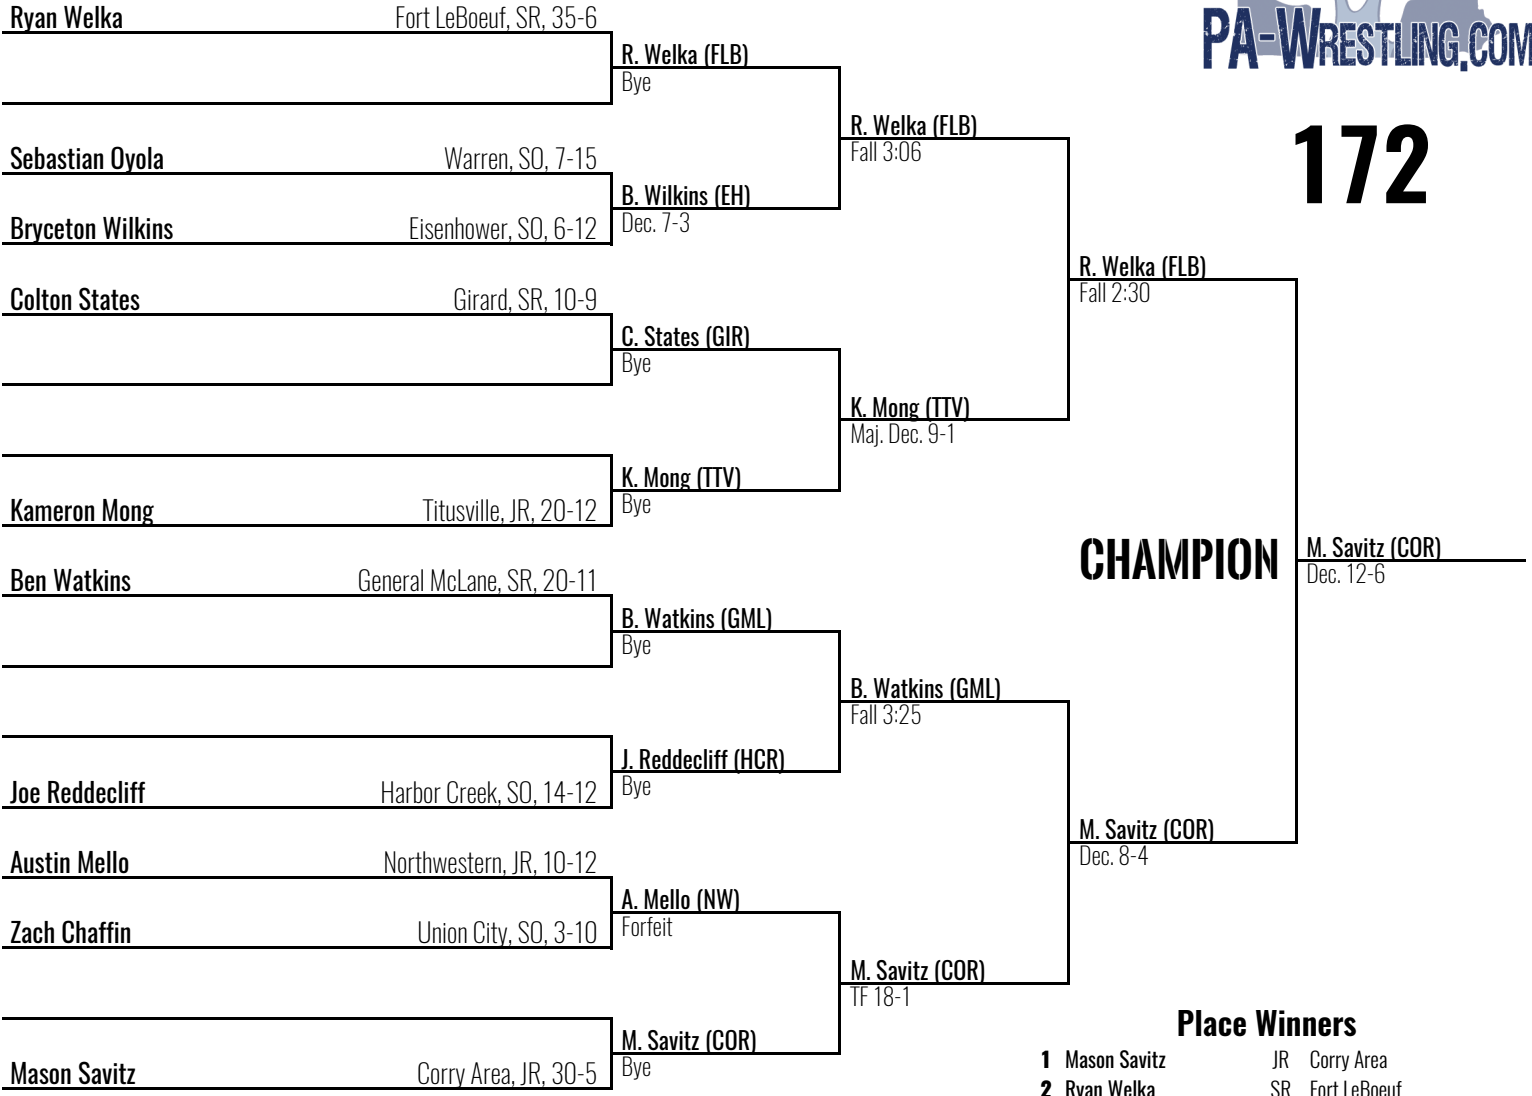 Ryan Welka Fort LeBoeuf, SR, 35-6
PA-WRESTLING.COM
R. Welka (FLB)
Bye
R. Welka (FLB)
Fall 3:06
172
Sebastian Oyola Warren, SO, 7-15
B. Wilkins (EH)
Dec. 7-3
Bryceton Wilkins Eisenhower, SO, 6-12
R. Welka (FLB)
Fall 2:30
Colton States Girard, SR, 10-9
C. States (GIR)
Bye
K. Mong (TTV)
Maj. Dec. 9-1
K. Mong (TTV)
Bye
Kameron Mong Titusville, JR, 20-12
CHAMPION
M. Savitz (COR)
Dec. 12-6
Ben Watkins General McLane, SR, 20-11
B. Watkins (GML)
Bye
B. Watkins (GML)
Fall 3:25
J. Reddecliff (HCR)
Bye
Joe Reddecliff Harbor Creek, SO, 14-12
M. Savitz (COR)
Dec. 8-4
Austin Mello Northwestern, JR, 10-12
A. Mello (NW)
Forfeit
Zach Chaffin Union City, SO, 3-10
M. Savitz (COR)
TF 18-1
M. Savitz (COR)
Bye
Mason Savitz Corry Area, JR, 30-5
Place Winners
1 Mason Savitz JR Corry Area
2 Ryan Welka SR Fort LeBoeuf